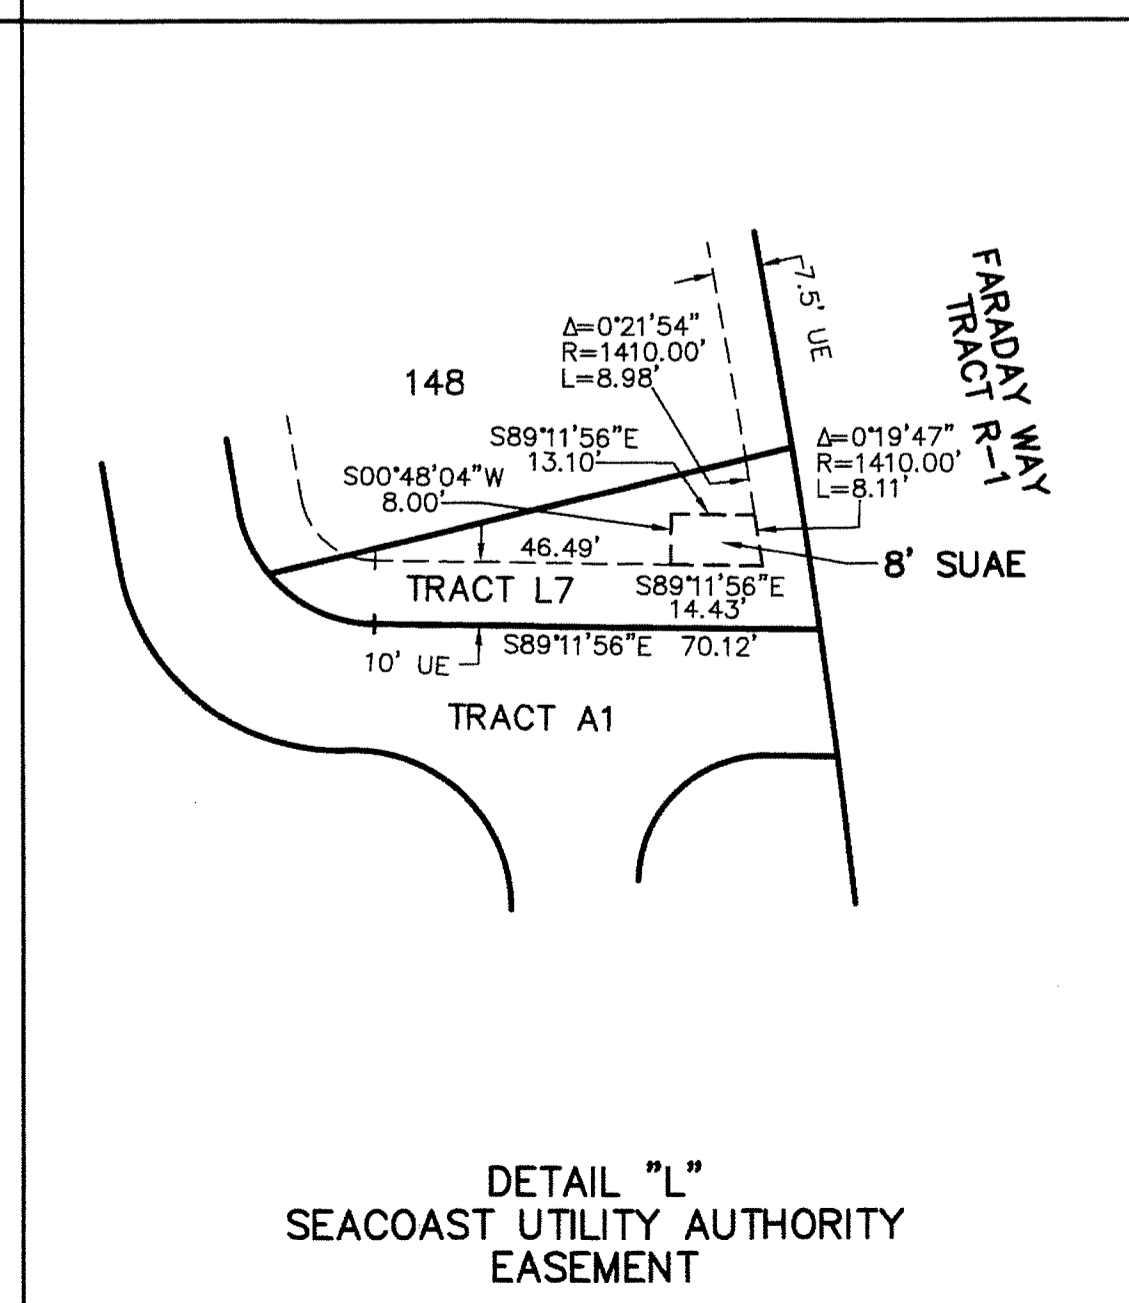 7.5' UE
FARADAY WAY
TRACT R-1
Δ=0°21'54"
R=1410.00'
L=8.98'
148
S89°11'56"E
13.10'
Δ=0°19'47"
R=1410.00'
L=8.11'
S00°48'04"W
8.00'
46.49'
8' SUAE
TRACT L7
S89°11'56"E
14.43'
10' UE
S89°11'56"E 70.12'
TRACT A1
DETAIL "L"
SEACOAST UTILITY AUTHORITY
EASEMENT